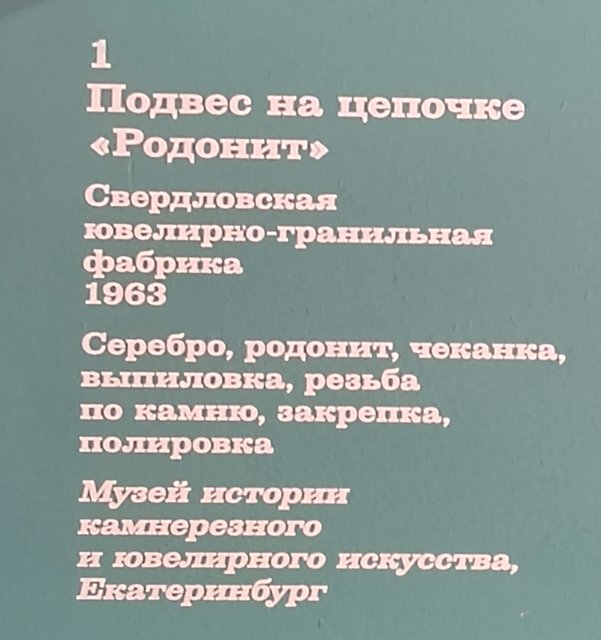 1
Подвес на цепочке
«Родонит»
Свердловская
ювелирно-гранильная
фабрика
1963
Серебро, родонит, чеканка,
выпиловка, резьба
по камню, закрепка,
полировка
Музей истории
камнерезного
и ювелирного искусства,
Екатеринбург